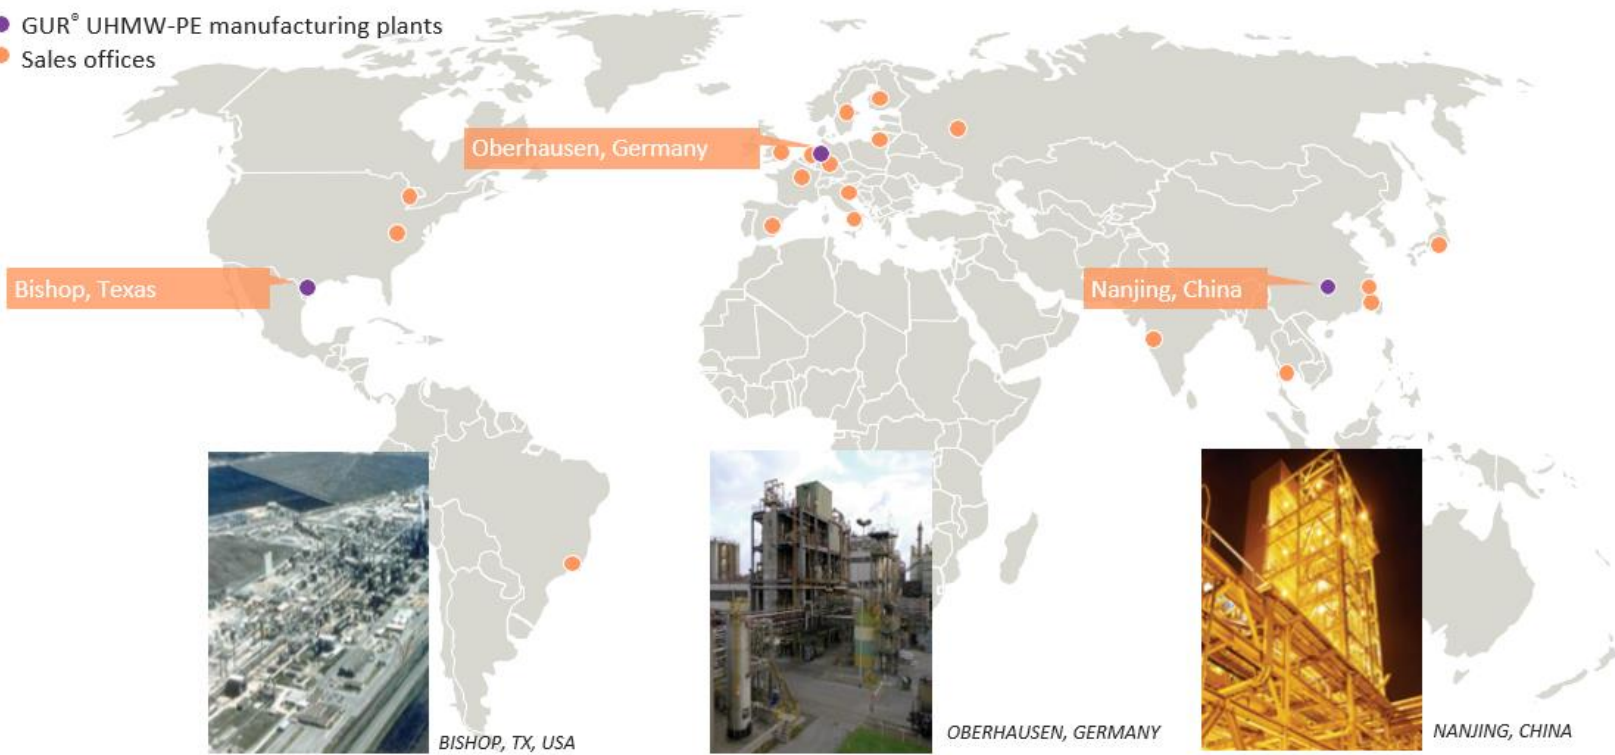 GUR® UHMW-PE manufacturing plants
Sales offices
Oberhausen, Germany
Bishop, Texas
Nanjing, China
BISHOP, TX, USA
OBERHAUSEN, GERMANY
NANJING, CHINA